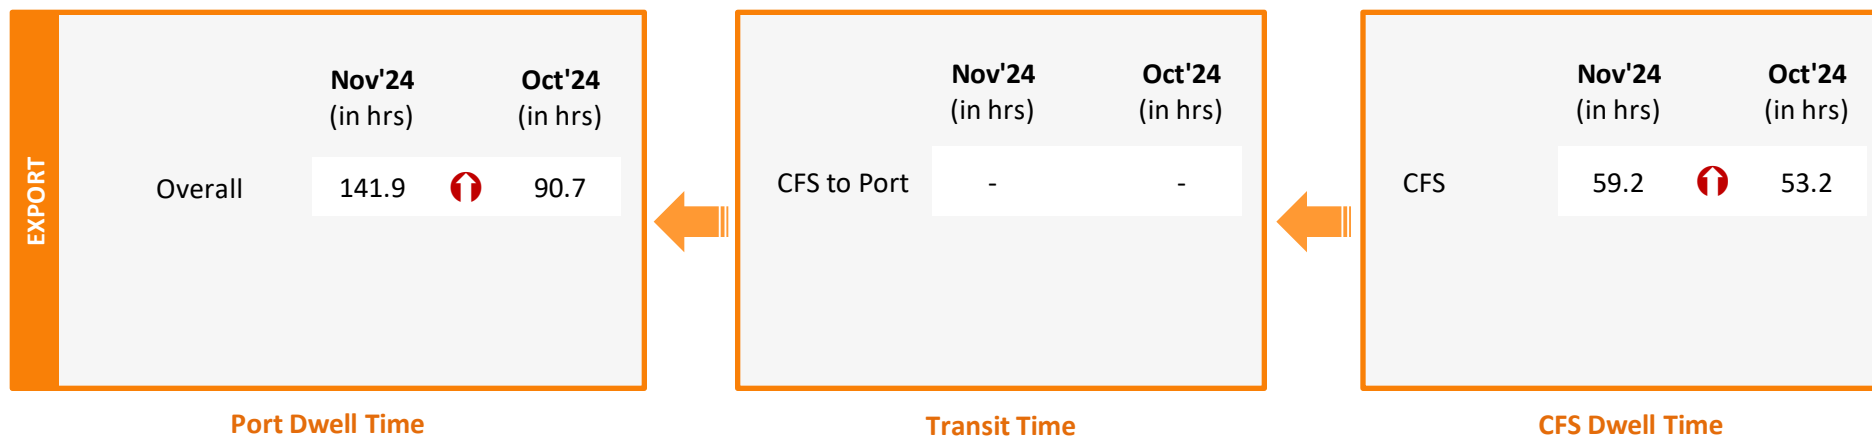 EXPORT
Nov'24 Oct'24
(in hrs) (in hrs)
Overall 141.9 90.7
Port Dwell Time
Nov'24 Oct'24
(in hrs) (in hrs)
CFS to Port - -
Transit Time
Nov'24 Oct'24
(in hrs) (in hrs)
CFS 59.2 53.2
CFS Dwell Time